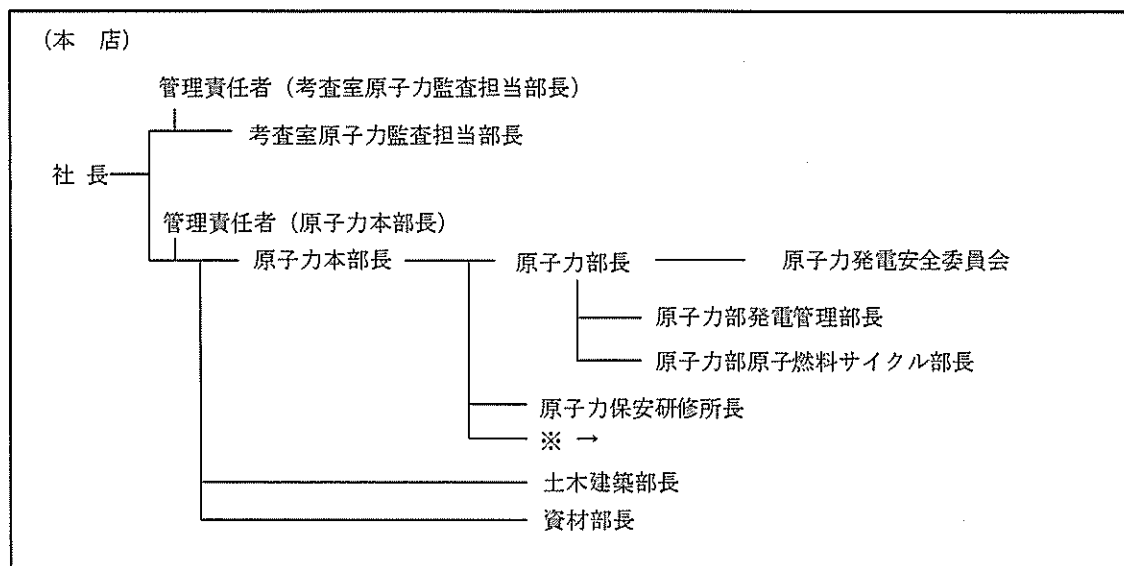 (本 店)
管理責任者 (考査室原子力監査担当部長)
考査室原子力監査担当部長
社 長
管理責任者 (原子力本部長)
原子力本部長 原子力部長 原子力発電安全委員会
原子力部発電管理部長
原子力部原子燃料サイクル部長
原子力保安研修所長
※ →
土木建築部長
資材部長